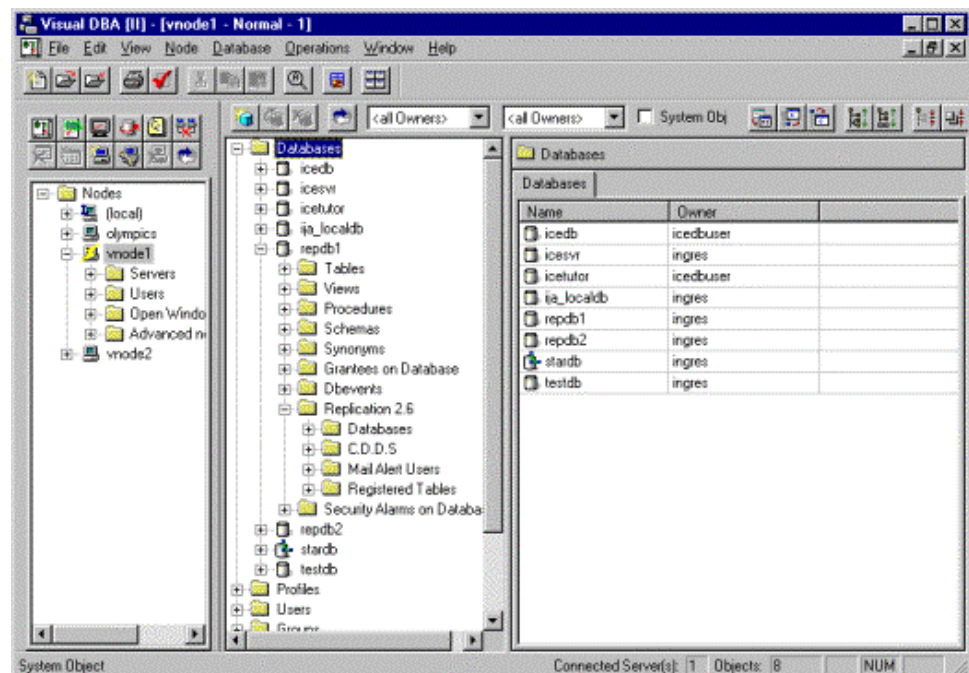 Visual DBA [II] - [vnode1 - Normal - 1]
File Edit View Node Database Operations Window Help
<all Owners> <all Owners> System Obj
Nodes
(local)
olympics
vnode1
Servers
Users
Open Windo
Advanced n
vnode2
Databases
icedb
icesvr
icetutor
ija_localdb
repdb1
Tables
Views
Procedures
Schemas
Synonyms
Grantees on Database
Dbevents
Replication 2.6
Databases
C.D.D.S
Mail Alert Users
Registered Tables
Security Alarms on Databa
repdb2
stardb
testdb
Profiles
Users
Groups
Databases
Databases
Name Owner
icedb icedbuser
icesvr ingres
icetutor icedbuser
ija_localdb ingres
repdb1 ingres
repdb2 ingres
stardb ingres
testdb ingres
System Object Connected Server(s): 1 Objects: 8 NUM